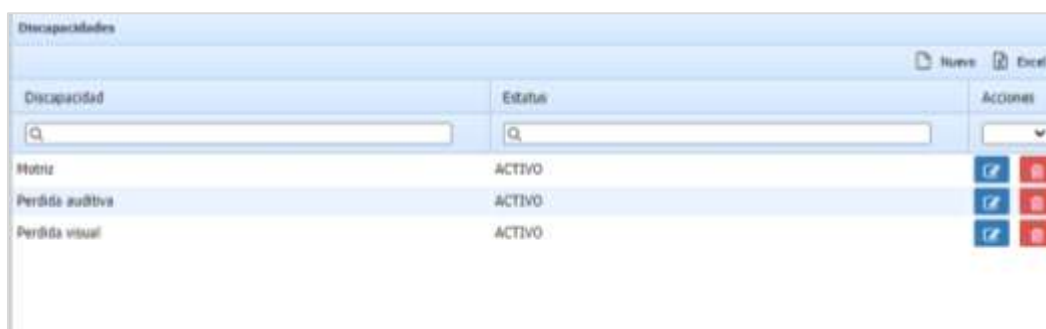 Discapacidades
Nuevo Excel
Discapacidad Estatus Acciones
Motriz ACTIVO
Perdida auditiva ACTIVO
Perdida visual ACTIVO